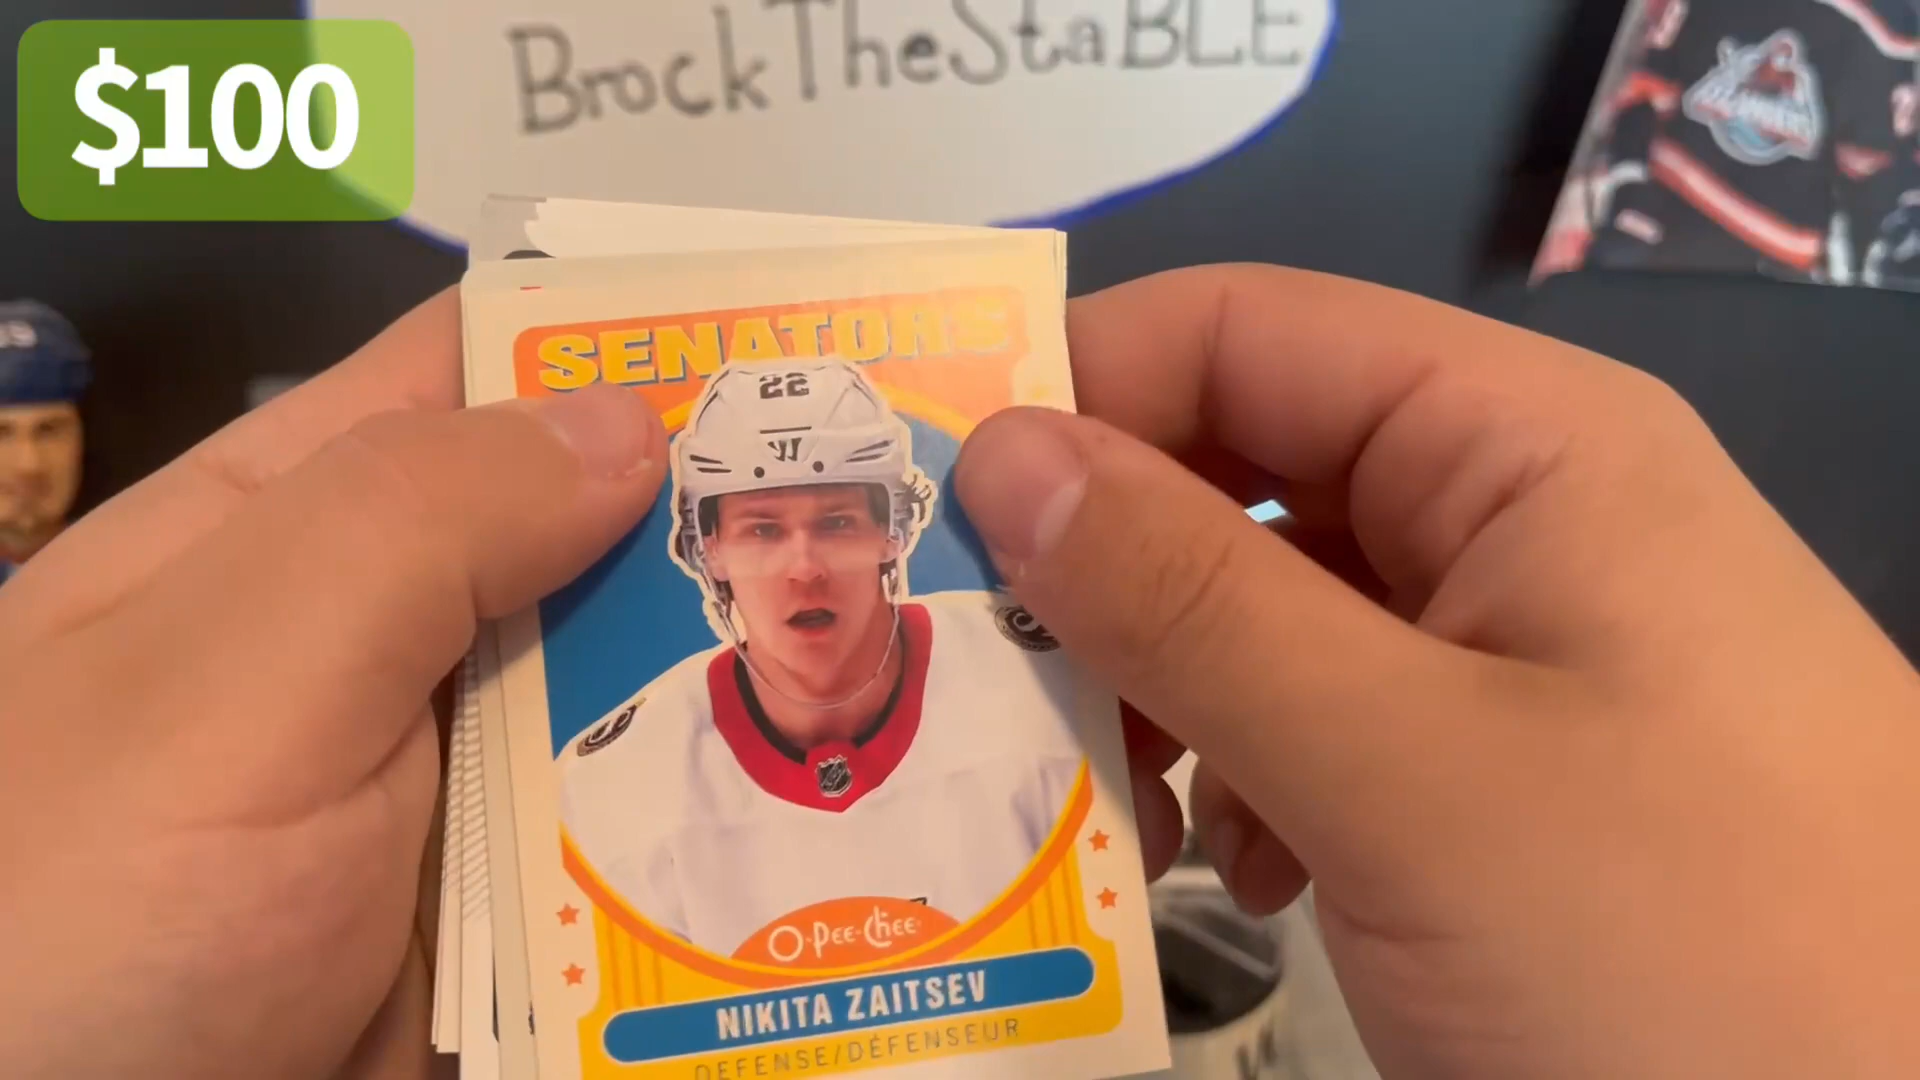 $100
BrockTheStaBLE
SENATORS
22
O-Pee-Chee
NIKITA ZAITSEV
DEFENSE/DÉFENSEUR